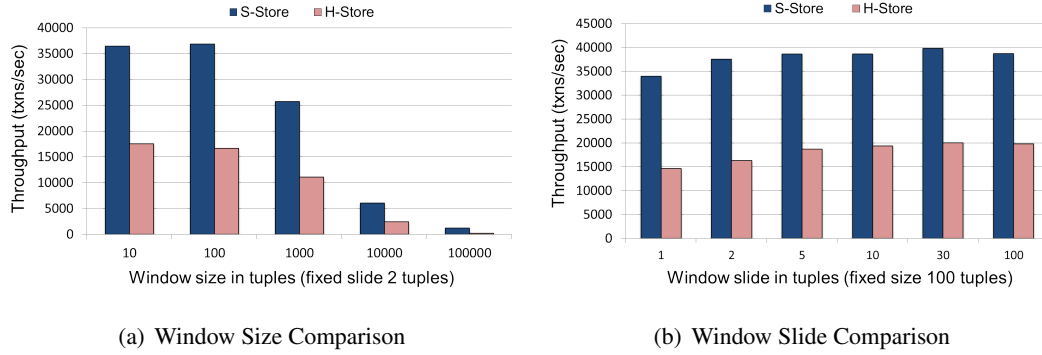 S-Store H-Store
Throughput (txns/sec)
40000
35000
30000
25000
20000
15000
10000
5000
0
10 100 1000 10000 100000
Window size in tuples (fixed slide 2 tuples)
(a) Window Size Comparison
S-Store H-Store
Throughput (txns/sec)
45000
40000
35000
30000
25000
20000
15000
10000
5000
0
1 2 5 10 30 100
Window slide in tuples (fixed size 100 tuples)
(b) Window Slide Comparison